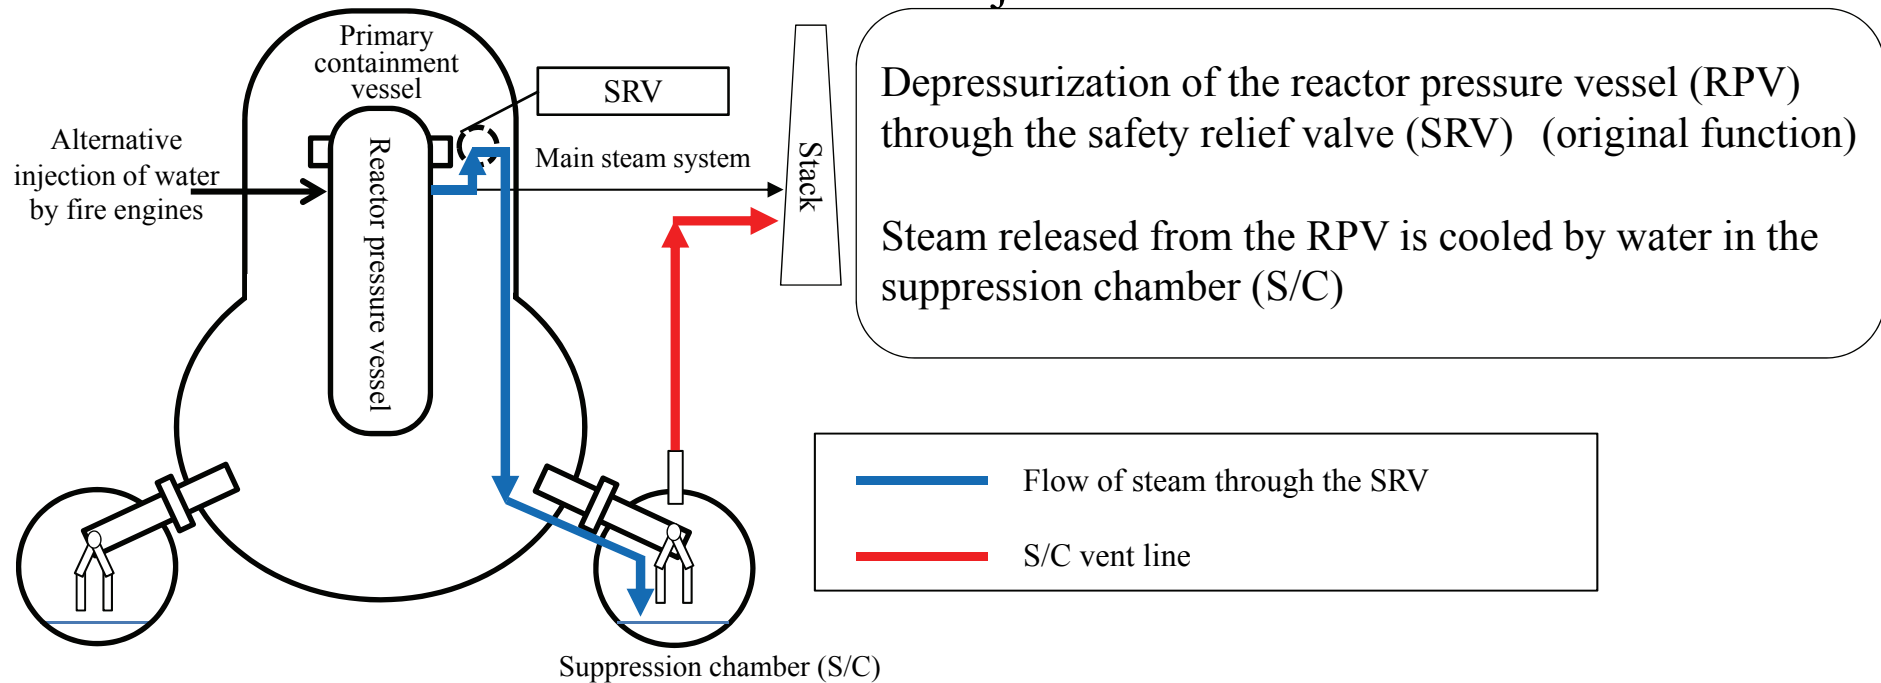 Primary
containment
vessel
SRV
Alternative
injection of water
by fire engines
Reactor pressure vessel
Main steam system
Stack
Depressurization of the reactor pressure vessel (RPV)
through the safety relief valve (SRV) (original function)
Steam released from the RPV is cooled by water in the
suppression chamber (S/C)
Flow of steam through the SRV
S/C vent line
Suppression chamber (S/C)